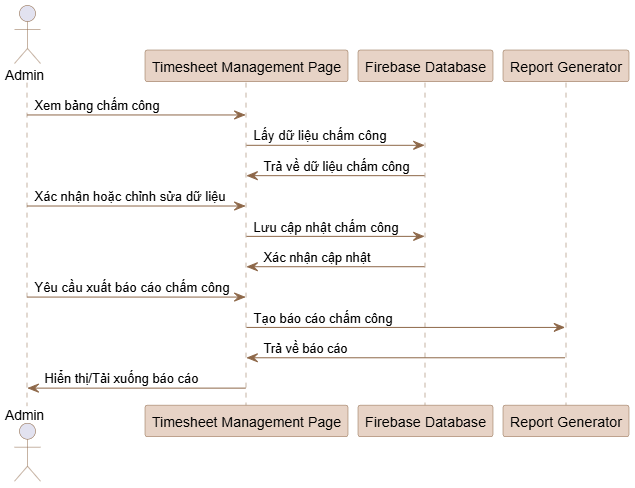 Admin
Timesheet Management Page
Firebase Database
Report Generator
Xem bảng chấm công
Lấy dữ liệu chấm công
Trả về dữ liệu chấm công
Xác nhận hoặc chỉnh sửa dữ liệu
Lưu cập nhật chấm công
Xác nhận cập nhật
Yêu cầu xuất báo cáo chấm công
Tạo báo cáo chấm công
Trả về báo cáo
Hiển thị/Tải xuống báo cáo
Admin
Timesheet Management Page
Firebase Database
Report Generator